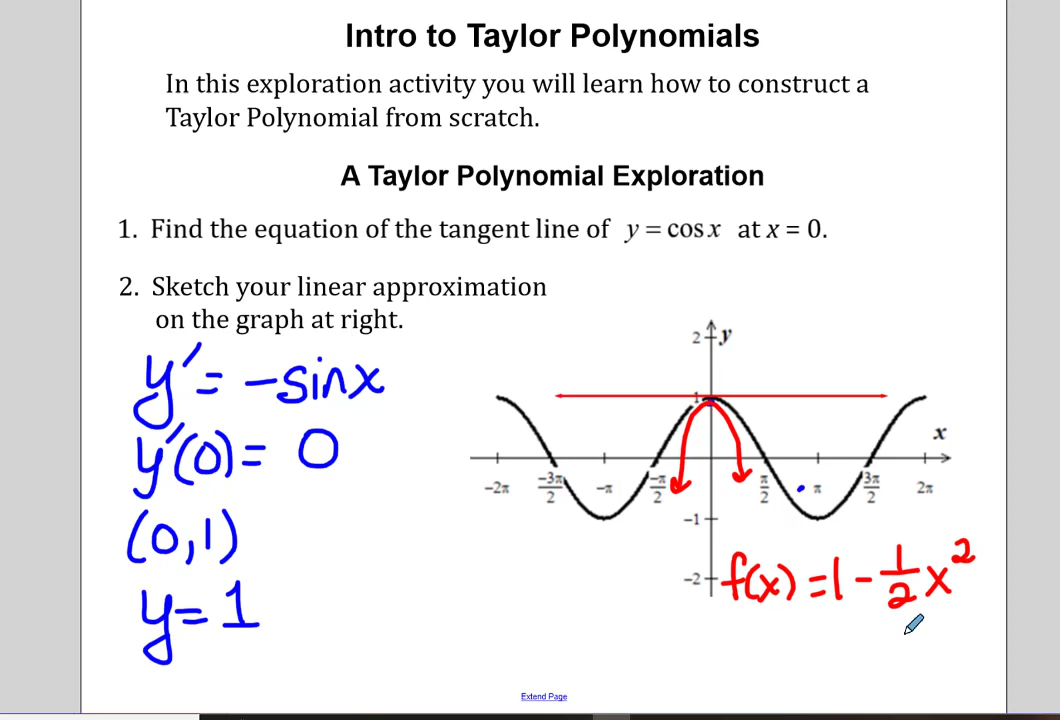 Intro to Taylor Polynomials
In this exploration activity you will learn how to construct a
Taylor Polynomial from scratch.
A Taylor Polynomial Exploration
1. Find the equation of the tangent line of y = cos x at x = 0.
2. Sketch your linear approximation
on the graph at right.
y' = -sinx
y'(0) = 0
(0,1)
y = 1
2 y
1
x
-2π -3π/2 -π -π/2 π/2 π 3π/2 2π
-1
-2
f(x) = 1 - 1/2 x²
Extend Page